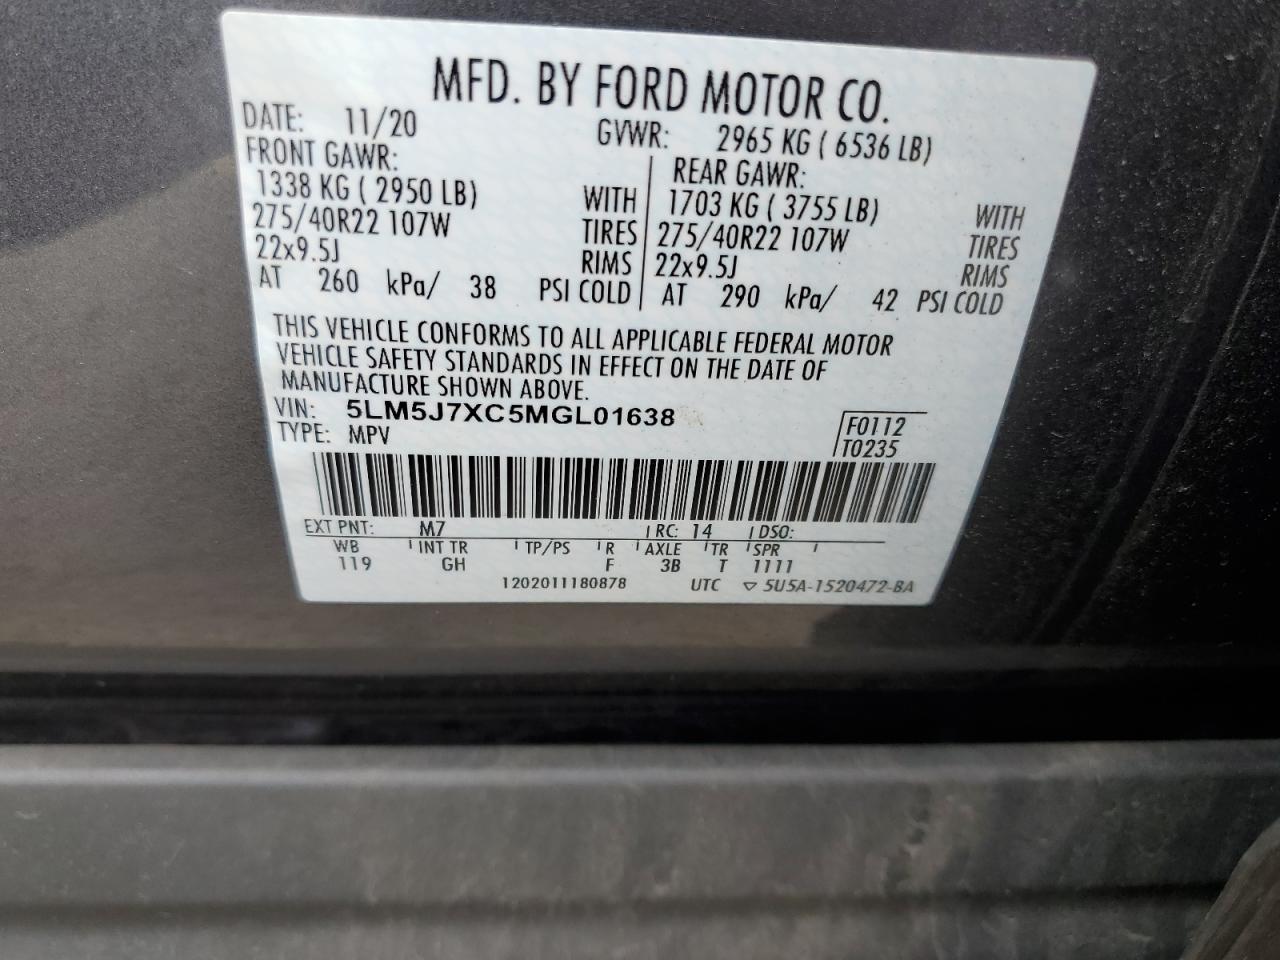 MFD. BY FORD MOTOR CO.
DATE: 11/20 GVWR: 2965 KG ( 6536 LB)
FRONT GAWR: REAR GAWR:
1338 KG ( 2950 LB) WITH 1703 KG ( 3755 LB) WITH
275/40R22 107W TIRES 275/40R22 107W TIRES
22x9.5J RIMS 22x9.5J RIMS
AT 260 kPa/ 38 PSI COLD AT 290 kPa/ 42 PSI COLD
THIS VEHICLE CONFORMS TO ALL APPLICABLE FEDERAL MOTOR
VEHICLE SAFETY STANDARDS IN EFFECT ON THE DATE OF
MANUFACTURE SHOWN ABOVE.
VIN: 5LM5J7XC5MGL01638 F0112
TYPE: MPV T0235
EXT PNT: M7 RC: 14 DSO:
WB INT TR TP/PS R AXLE TR SPR
119 GH F 3B T 1111
1202011180878 UTC ▽ 5U5A-1520472-BA